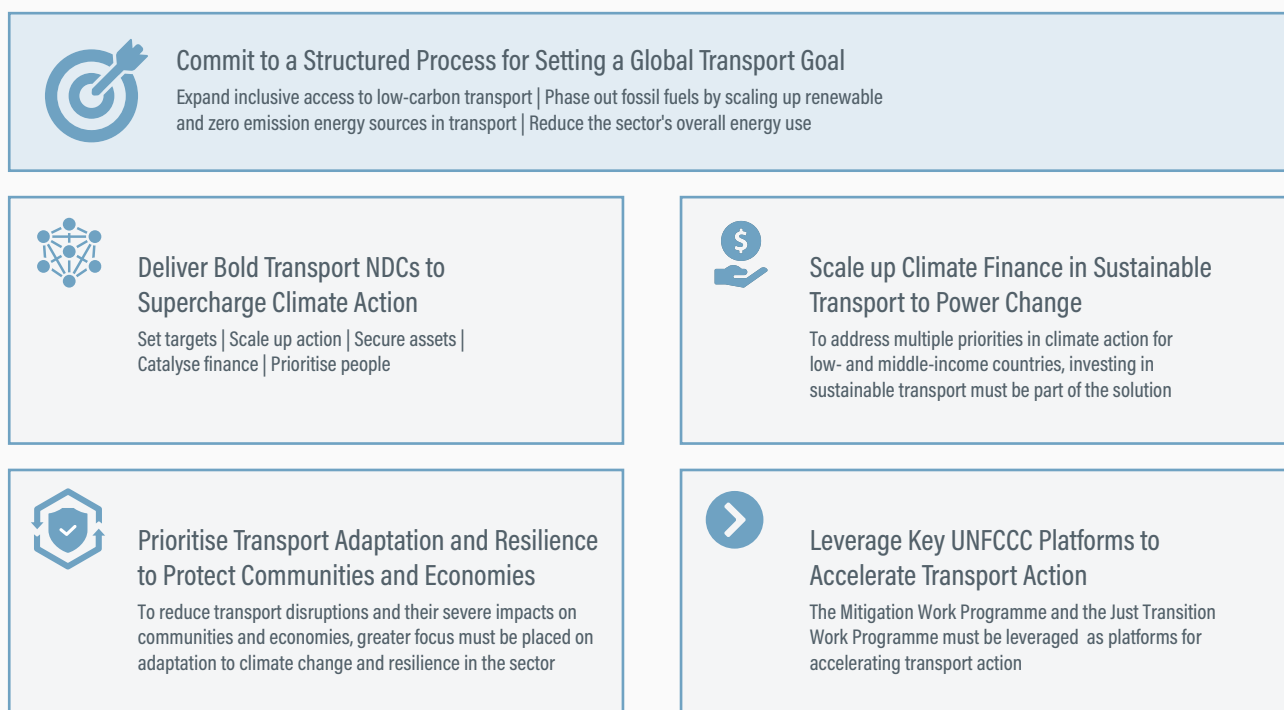 Commit to a Structured Process for Setting a Global Transport Goal
Expand inclusive access to low-carbon transport | Phase out fossil fuels by scaling up renewable
and zero emission energy sources in transport | Reduce the sector's overall energy use
Deliver Bold Transport NDCs to
Supercharge Climate Action
Set targets | Scale up action | Secure assets |
Catalyse finance | Prioritise people
$
Scale up Climate Finance in Sustainable
Transport to Power Change
To address multiple priorities in climate action for
low- and middle-income countries, investing in
sustainable transport must be part of the solution
Prioritise Transport Adaptation and Resilience
to Protect Communities and Economies
To reduce transport disruptions and their severe impacts on
communities and economies, greater focus must be placed on
adaptation to climate change and resilience in the sector
Leverage Key UNFCCC Platforms to
Accelerate Transport Action
The Mitigation Work Programme and the Just Transition
Work Programme must be leveraged  as platforms for
accelerating transport action